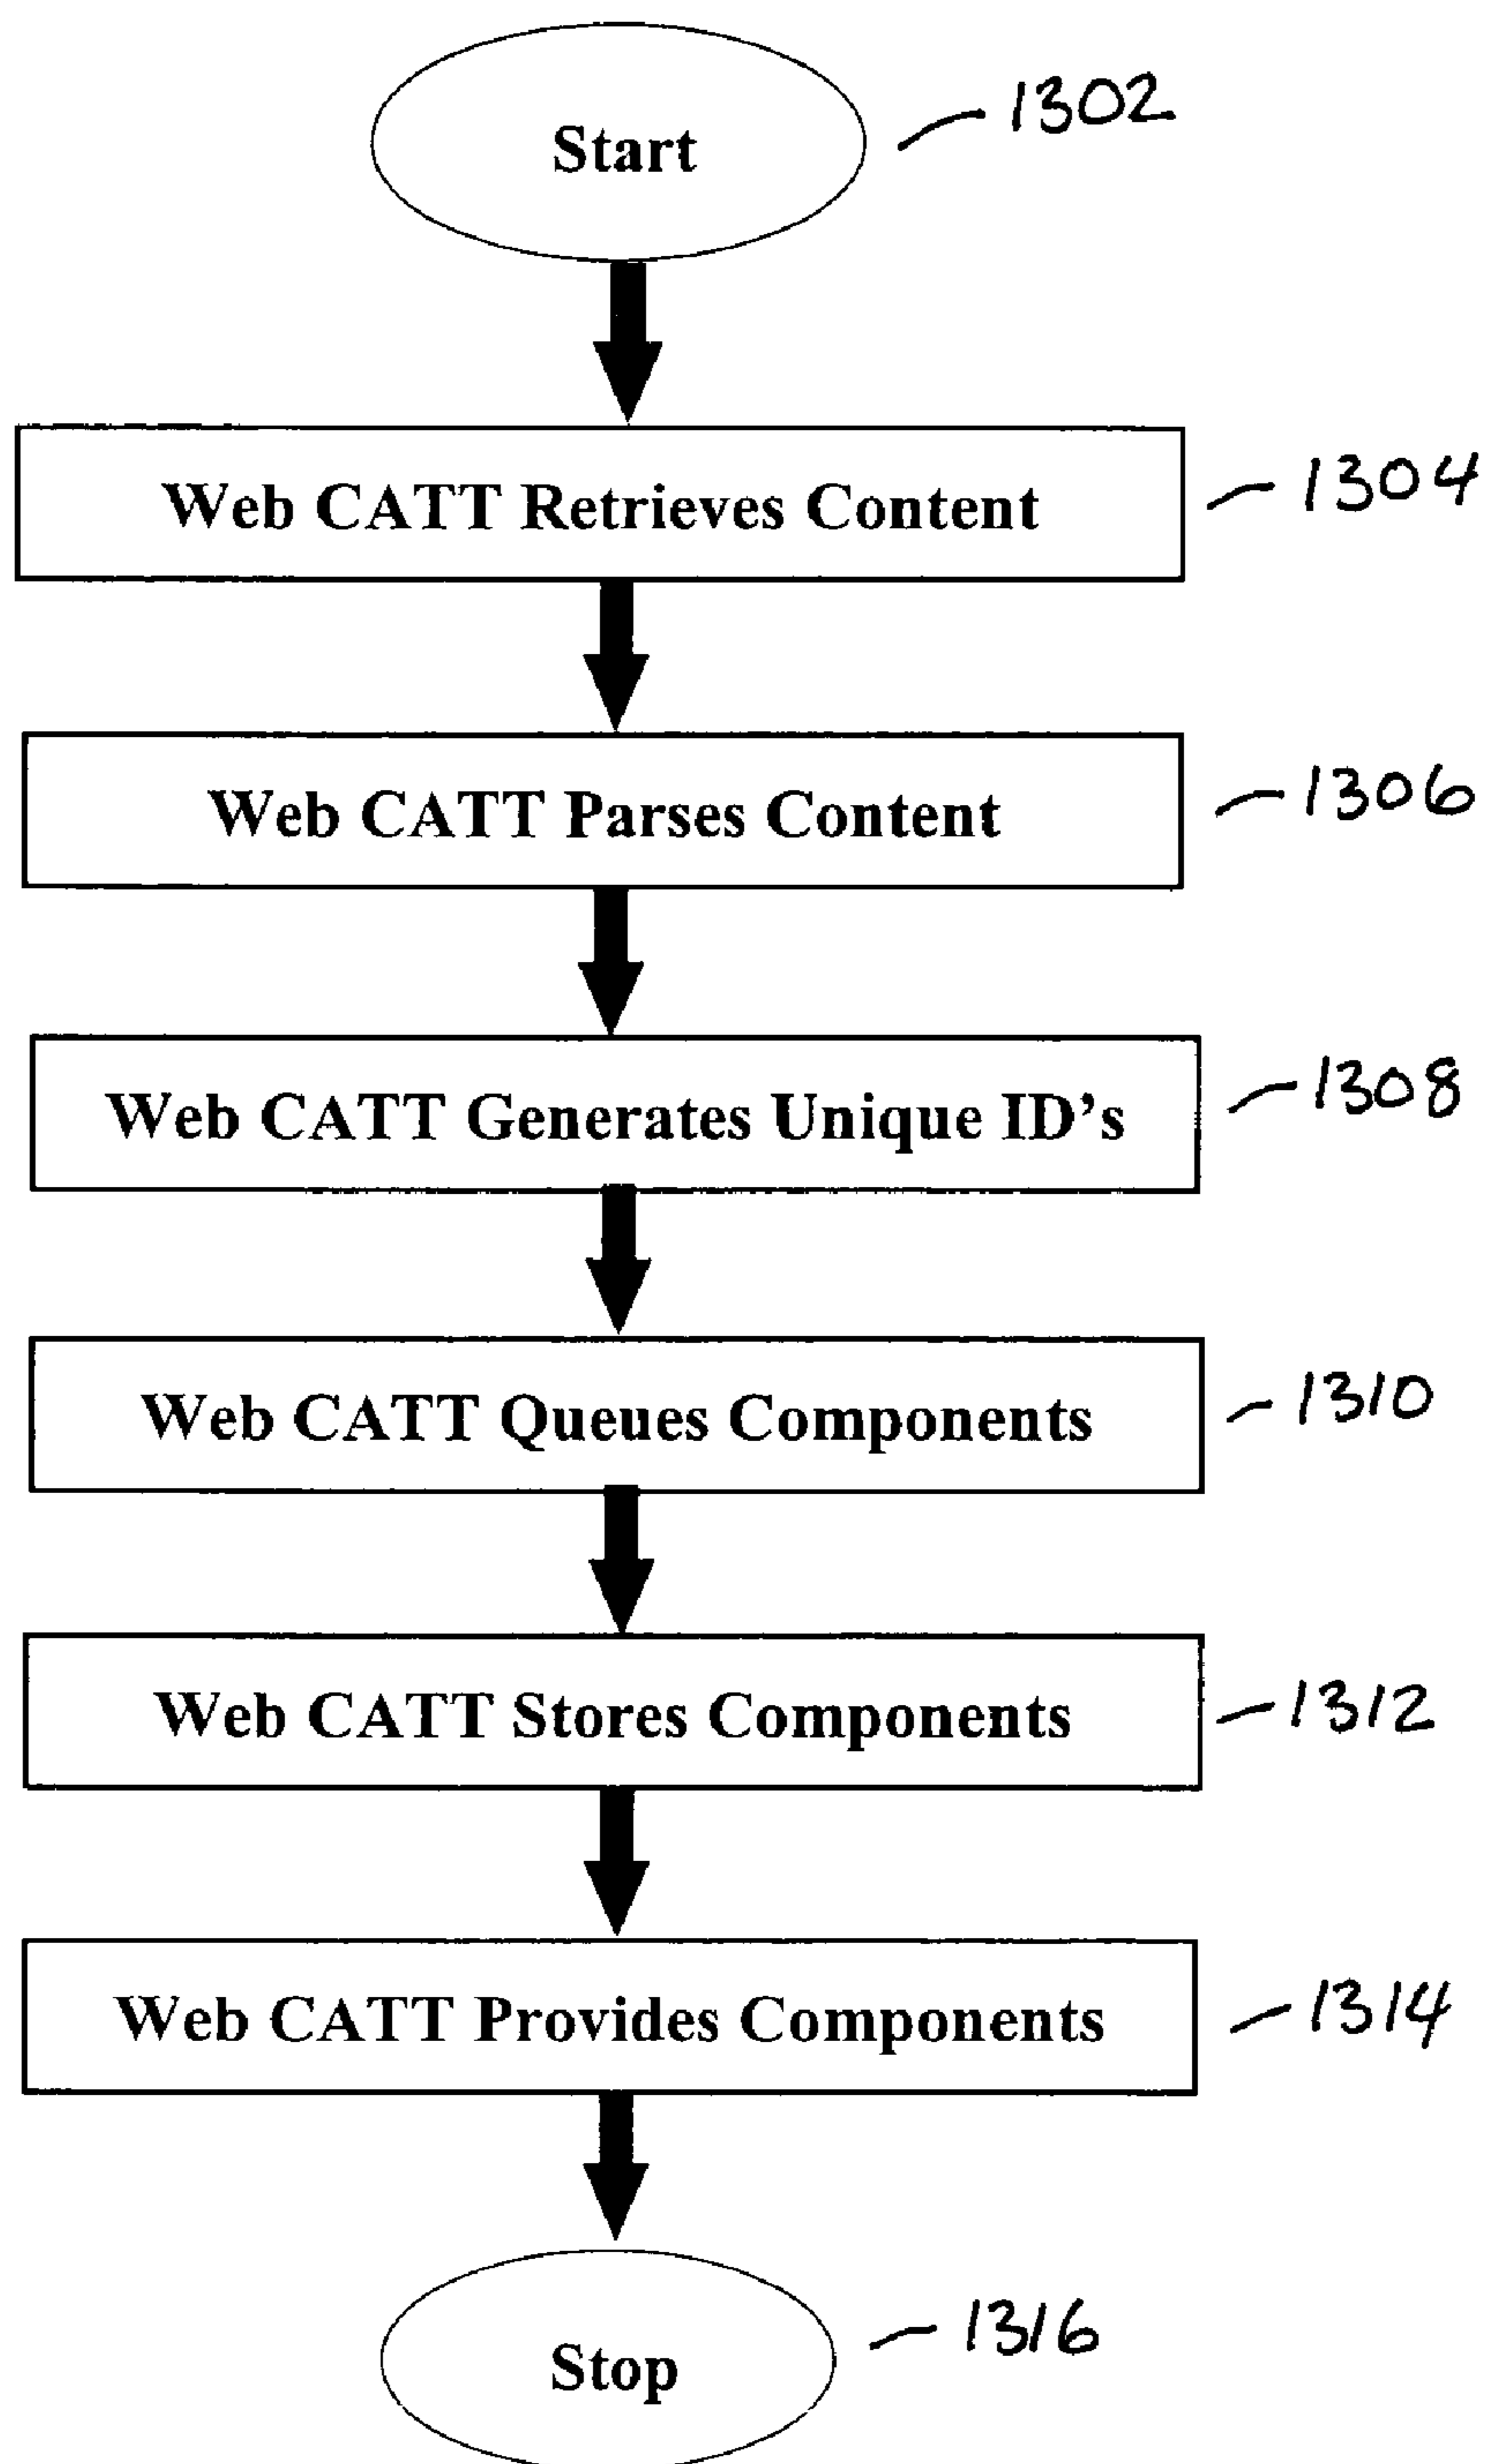 Start
1302
Web CATT Retrieves Content
1304
Web CATT Parses Content
1306
Web CATT Generates Unique ID’s
1308
Web CATT Queues Components
1310
Web CATT Stores Components
1312
Web CATT Provides Components
1314
Stop
1316